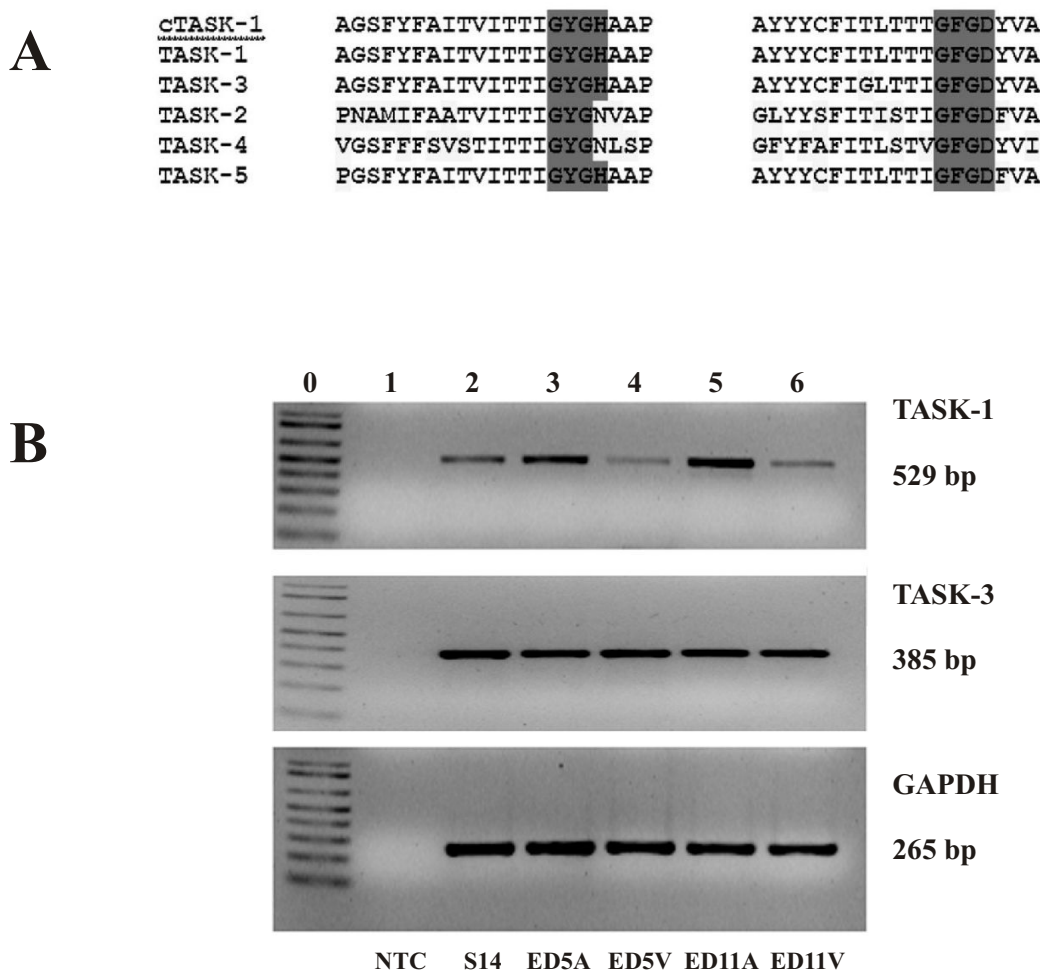 A
cTASK-1 AGSFYFAITVITTIGYGHAAP AYYYCFITLTTTGFGDYVA
TASK-1 AGSFYFAITVITTIGYGHAAP AYYYCFITLTTTGFGDYVA
TASK-3 AGSFYFAITVITTIGYGHAAP AYYYCFIGLTTTGFGDYVA
TASK-2 PNAMIFAATVITTIGYGNVAP GLYYSFITISTIGFGDFVA
TASK-4 VGSFFFSVSTITTIGYGNLSP GFYFAFITLSTVGFGDYVI
TASK-5 PGSFYFAITVITTIGYGHAAP AYYYCFITLTTIGFGDFVA
B
0 1 2 3 4 5 6
TASK-1
529 bp
TASK-3
385 bp
GAPDH
265 bp
NTC S14 ED5A ED5V ED11A ED11V